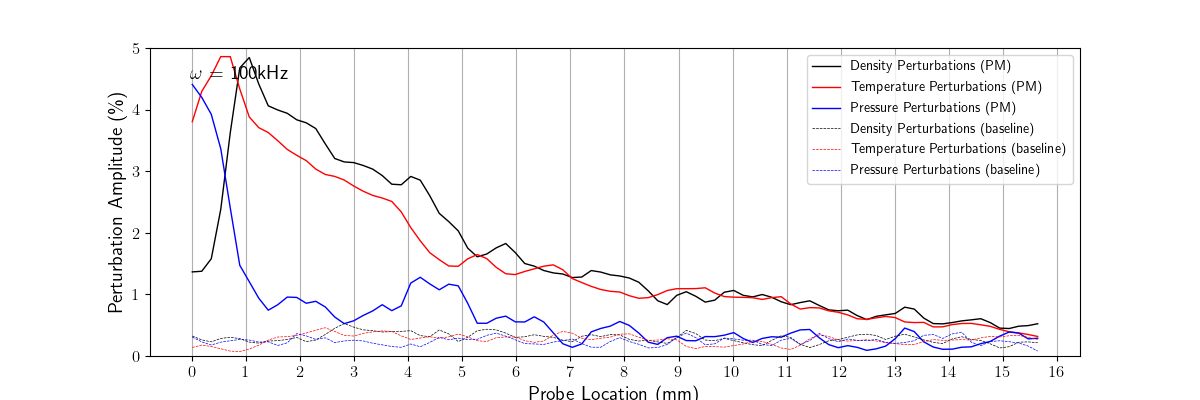 ω = 100kHz
Density Perturbations (PM)
Temperature Perturbations (PM)
Pressure Perturbations (PM)
Density Perturbations (baseline)
Temperature Perturbations (baseline)
Pressure Perturbations (baseline)
Perturbation Amplitude (%)
5
4
3
2
1
0
0 1 2 3 4 5 6 7 8 9 10 11 12 13 14 15 16
Probe Location (mm)